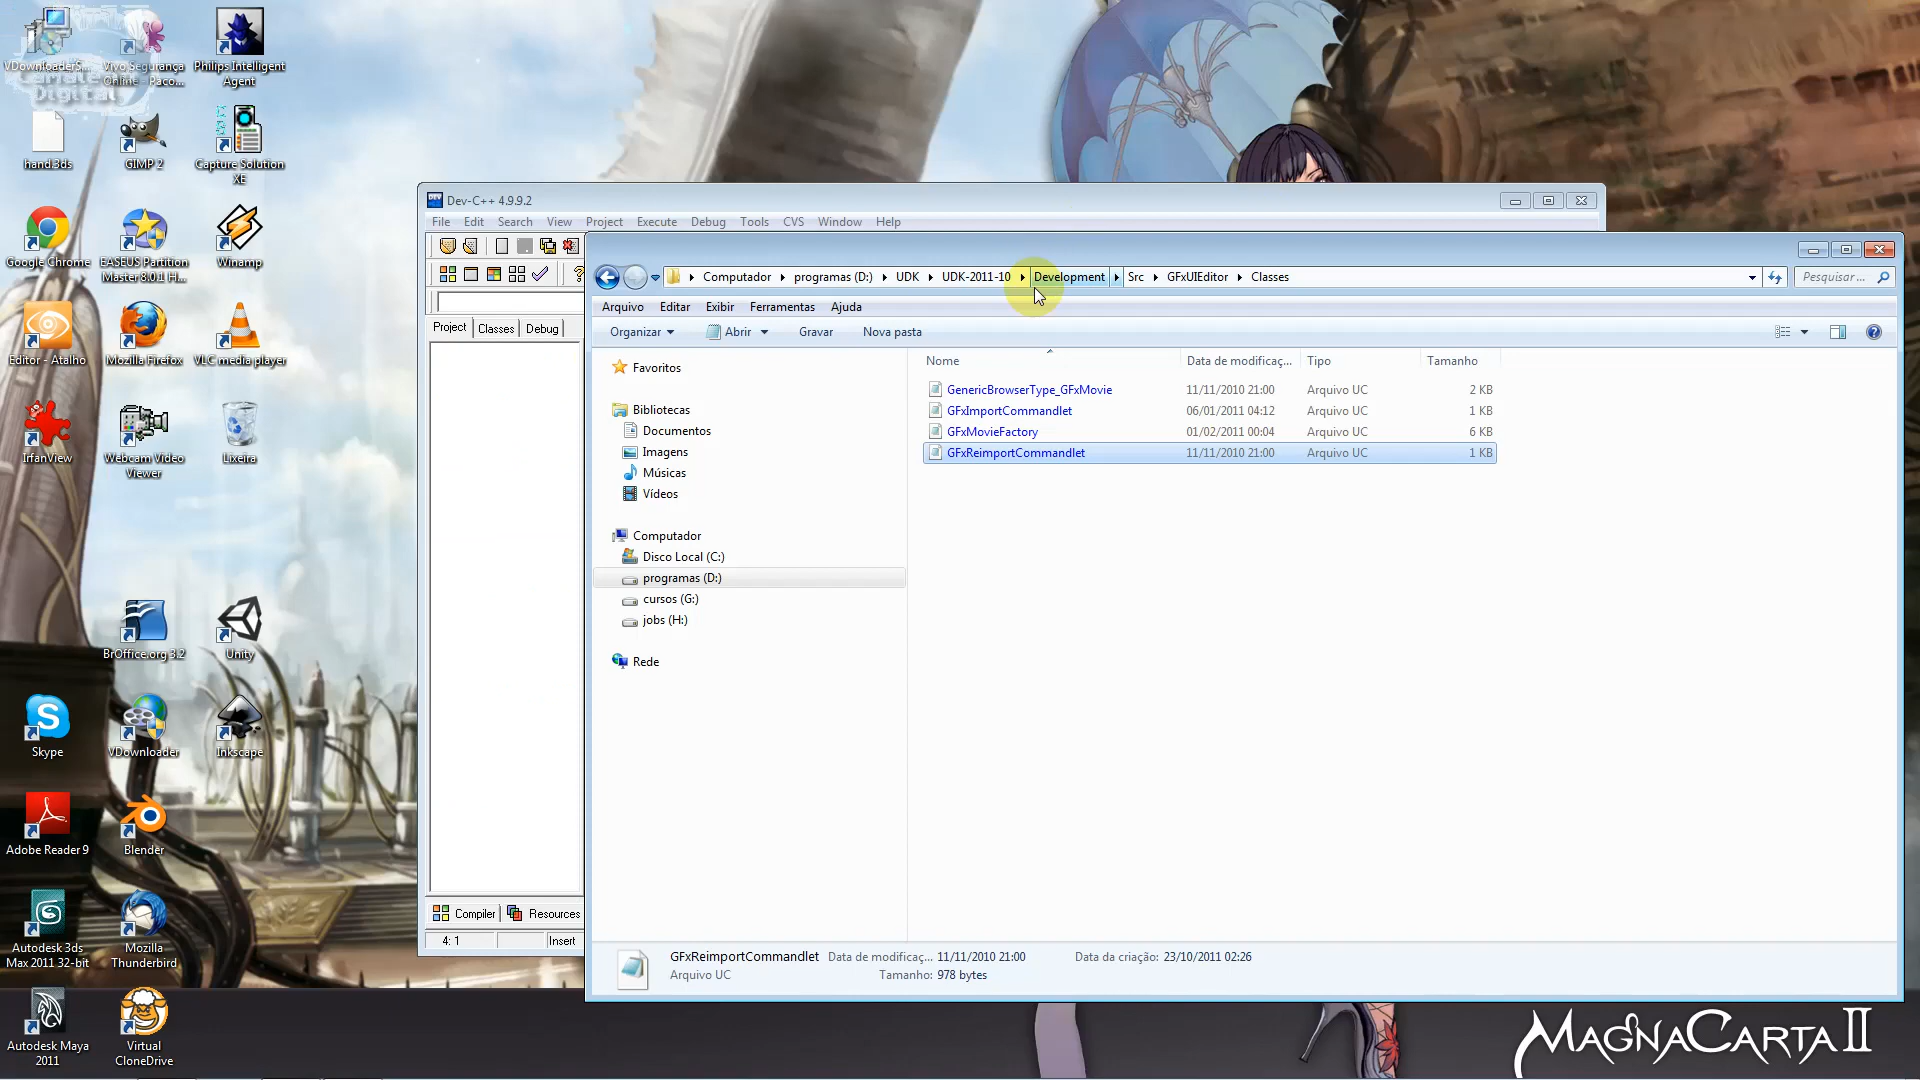 VDownloaderS...
Vivo Segurança
Online - Paco...
Philips Intelligent
Agent
Digital
hand.3ds
GIMP 2
Capture Solution
XE
Google Chrome
EASEUS Partition
Master 8.0.1 H...
Winamp
Editor - Atalho
Mozilla Firefox
VLC media player
IrfanView
Webcam Video
Viewer
Lixeira
BrOffice.org 3.2
Unity
Skype
VDownloader
Inkscape
Adobe Reader 9
Blender
Autodesk 3ds
Max 2011 32-bit
Mozilla
Thunderbird
Autodesk Maya
2011
Virtual
CloneDrive
Dev-C++ 4.9.9.2
File Edit Search View Project Execute Debug Tools CVS Window Help
Project Classes Debug
Compiler Resources
4: 1 Insert
Computador programas (D:) UDK UDK-2011-10 Development Src GFxUIEditor Classes
Pesquisar ...
Arquivo Editar Exibir Ferramentas Ajuda
Organizar Abrir Gravar Nova pasta
Favoritos
Bibliotecas
Documentos
Imagens
Músicas
Vídeos
Computador
Disco Local (C:)
programas (D:)
cursos (G:)
jobs (H:)
Rede
Nome Data de modificaç... Tipo Tamanho
GenericBrowserType_GFxMovie 11/11/2010 21:00 Arquivo UC 2 KB
GFxImportCommandlet 06/01/2011 04:12 Arquivo UC 1 KB
GFxMovieFactory 01/02/2011 00:04 Arquivo UC 6 KB
GFxReimportCommandlet 11/11/2010 21:00 Arquivo UC 1 KB
GFxReimportCommandlet Data de modificaç... 11/11/2010 21:00 Data da criação: 23/10/2011 02:26
Arquivo UC Tamanho: 978 bytes
MAGNACARTA II